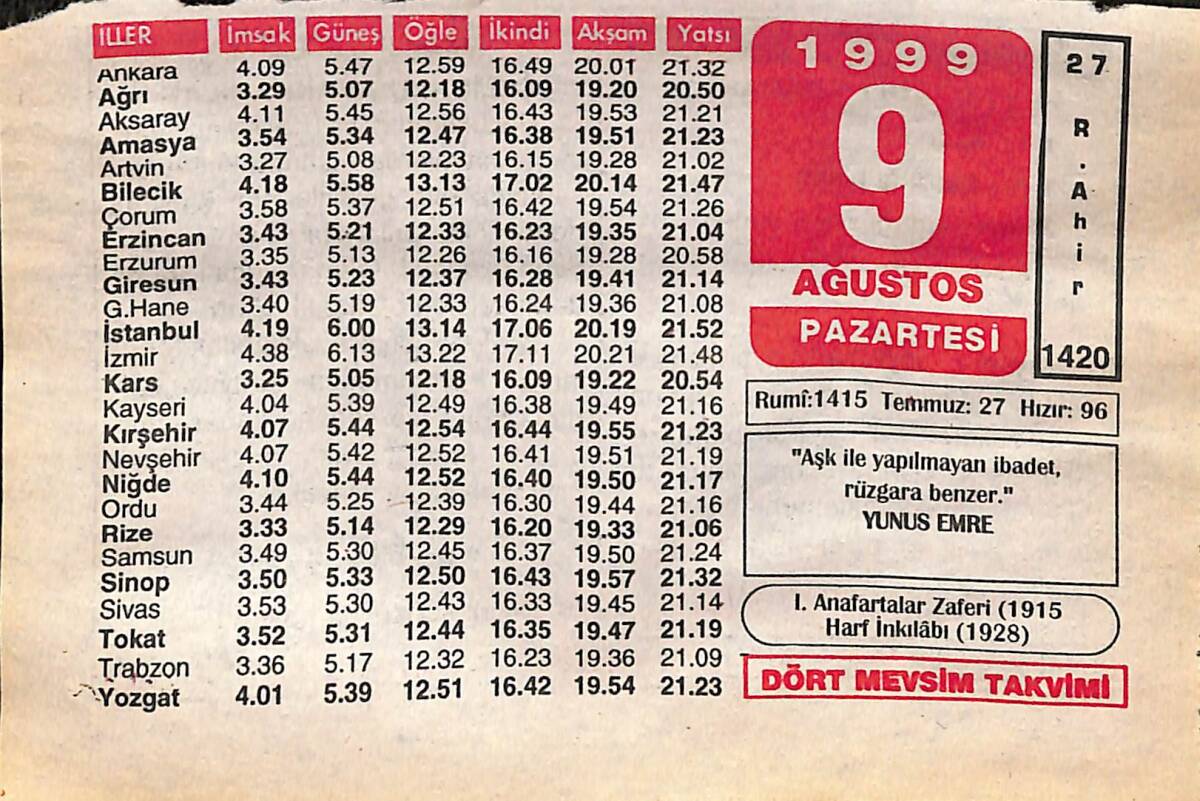 İLLER İmsak Güneş Öğle İkindi Akşam Yatsı
Ankara 4.09 5.47 12.59 16.49 20.01 21.32
Ağrı 3.29 5.07 12.18 16.09 19.20 20.50
Aksaray 4.11 5.45 12.56 16.43 19.53 21.21
Amasya 3.54 5.34 12.47 16.38 19.51 21.23
Artvin 3.27 5.08 12.23 16.15 19.28 21.02
Bilecik 4.18 5.58 13.13 17.02 20.14 21.47
Çorum 3.58 5.37 12.51 16.42 19.54 21.26
Erzincan 3.43 5.21 12.33 16.23 19.35 21.04
Erzurum 3.35 5.13 12.26 16.16 19.28 20.58
Giresun 3.43 5.23 12.37 16.28 19.41 21.14
G.Hane 3.40 5.19 12.33 16.24 19.36 21.08
İstanbul 4.19 6.00 13.14 17.06 20.19 21.52
İzmir 4.38 6.13 13.22 17.11 20.21 21.48
Kars 3.25 5.05 12.18 16.09 19.22 20.54
Kayseri 4.04 5.39 12.49 16.38 19.49 21.16
Kırşehir 4.07 5.44 12.54 16.44 19.55 21.23
Nevşehir 4.07 5.42 12.52 16.41 19.51 21.19
Niğde 4.10 5.44 12.52 16.40 19.50 21.17
Ordu 3.44 5.25 12.39 16.30 19.44 21.16
Rize 3.33 5.14 12.29 16.20 19.33 21.06
Samsun 3.49 5.30 12.45 16.37 19.50 21.24
Sinop 3.50 5.33 12.50 16.43 19.57 21.32
Sivas 3.53 5.30 12.43 16.33 19.45 21.14
Tokat 3.52 5.31 12.44 16.35 19.47 21.19
Trabzon 3.36 5.17 12.32 16.23 19.36 21.09
Yozgat 4.01 5.39 12.51 16.42 19.54 21.23
1999
9
AĞUSTOS
PAZARTESİ
27
R.Ahir
1420
Rumî:1415 Temmuz: 27 Hızır: 96
"Aşk ile yapılmayan ibadet,
rüzgara benzer."
YUNUS EMRE
I. Anafartalar Zaferi (1915
Harf İnkılâbı (1928)
DÖRT MEVSİM TAKVİMİ